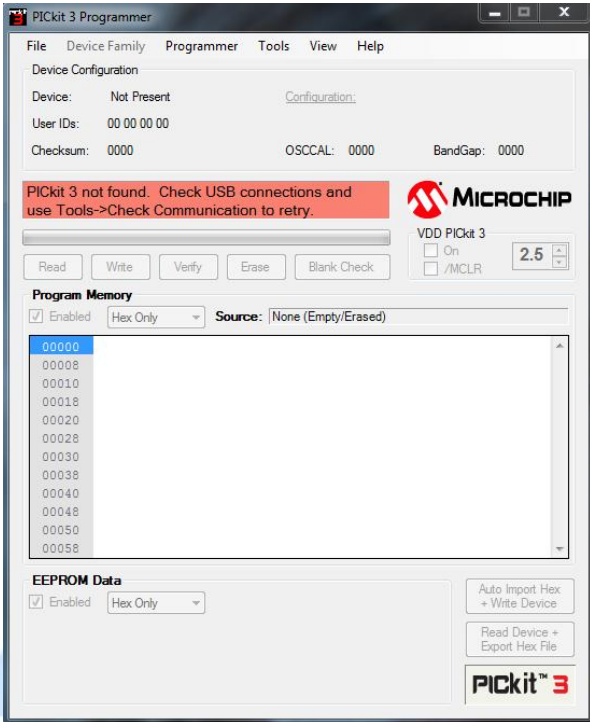 PICkit 3 Programmer
File Device Family Programmer Tools View Help
Device Configuration
Device: Not Present Configuration:
User IDs: 00 00 00 00
Checksum: 0000 OSCCAL: 0000 BandGap: 0000
PICkit 3 not found. Check USB connections and
use Tools->Check Communication to retry.
MICROCHIP
VDD PICkit 3
On
2.5
/MCLR
Read Write Verify Erase Blank Check
Program Memory
Enabled Hex Only Source: None (Empty/Erased)
00000
00008
00010
00018
00020
00028
00030
00038
00040
00048
00050
00058
EEPROM Data
Enabled Hex Only
Auto Import Hex
+ Write Device
Read Device +
Export Hex File
PICkit™ 3